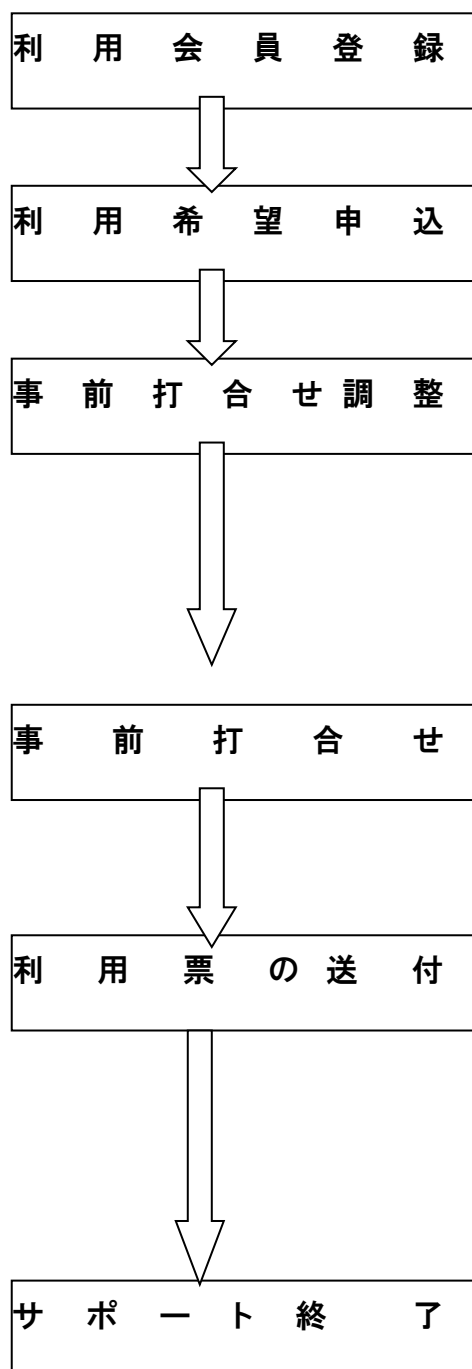 利用会員登録
利用希望申込
事前打合せ調整
事前打合せ
利用票の送付
サポート終了